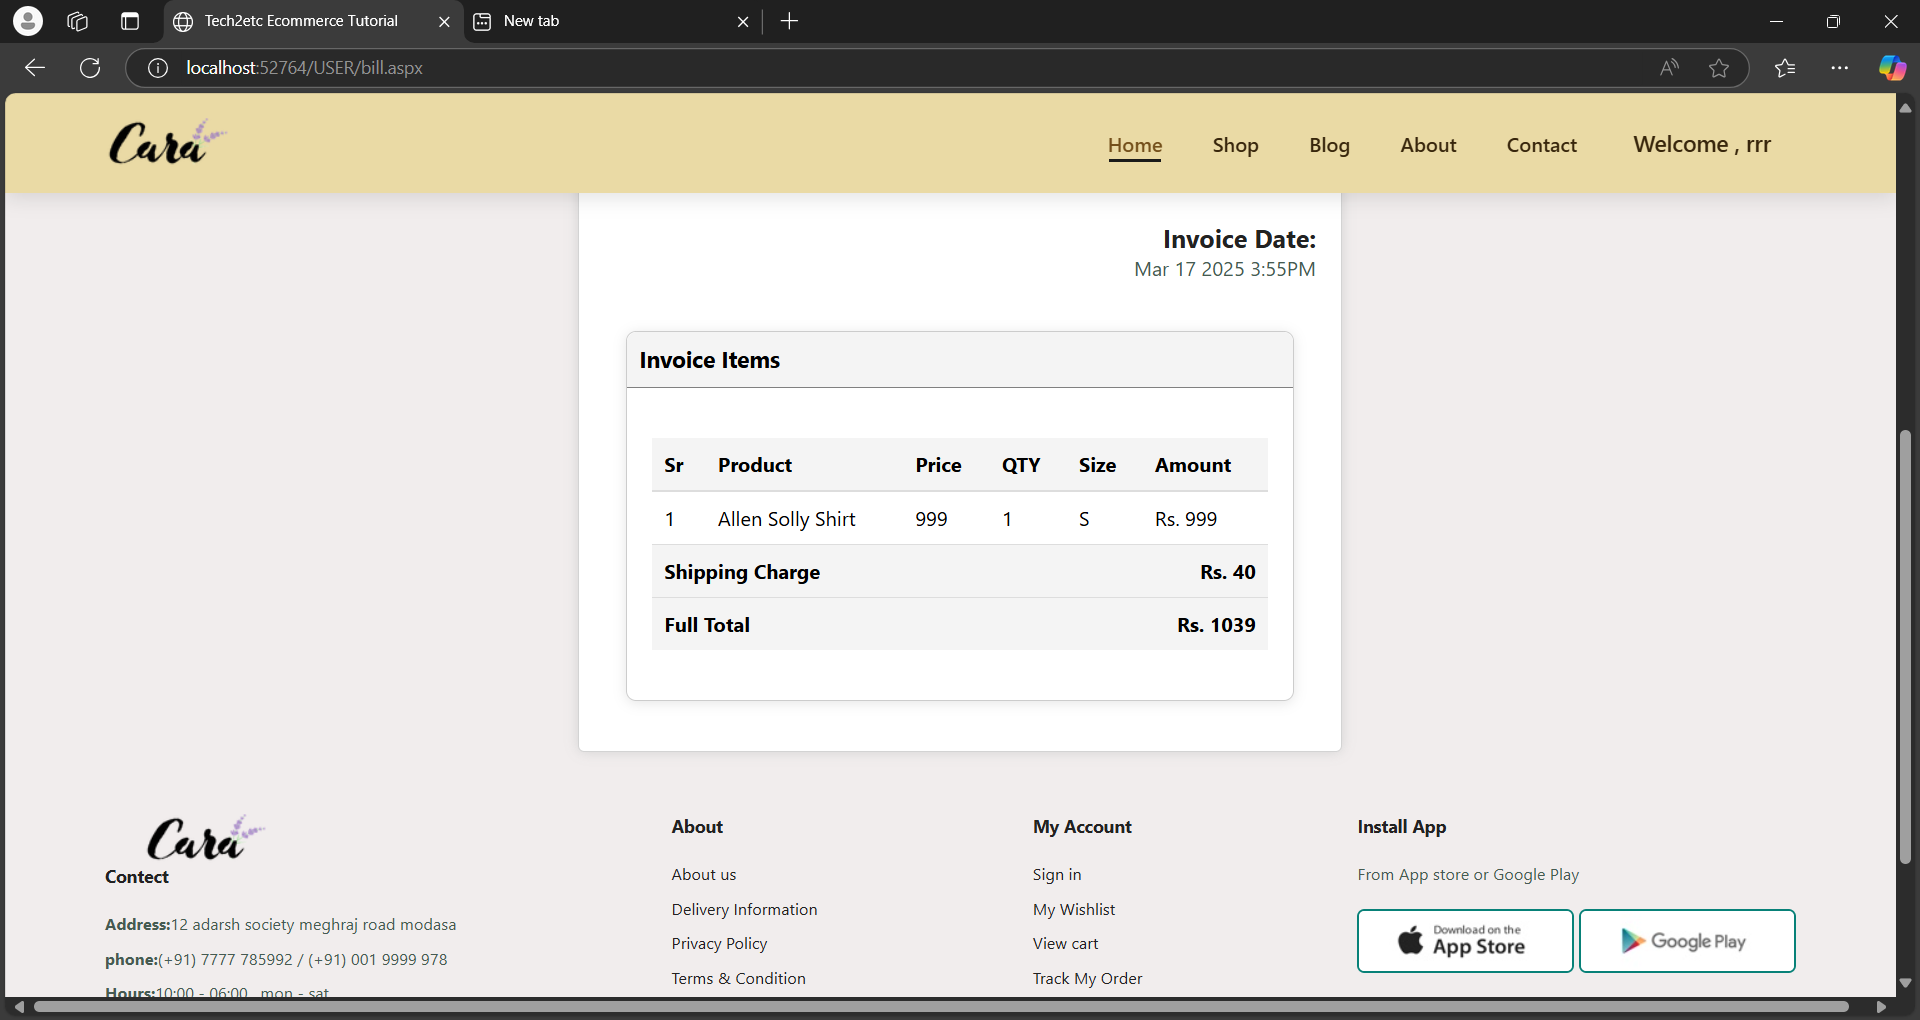 Tech2etc Ecommerce Tutorial
New tab
localhost:52764/USER/bill.aspx
Cara
Home
Shop
Blog
About
Contact
Welcome , rrr
Invoice Date:
Mar 17 2025 3:55PM
Invoice Items
Sr Product Price QTY Size Amount
1 Allen Solly Shirt 999 1 S Rs. 999
Shipping Charge Rs. 40
Full Total Rs. 1039
Cara
Contect
Address:12 adarsh society meghraj road modasa
phone:(+91) 7777 785992 / (+91) 001 9999 978
Hours:10:00 - 06:00 . mon - sat
About
About us
Delivery Information
Privacy Policy
Terms & Condition
My Account
Sign in
My Wishlist
View cart
Track My Order
Install App
From App store or Google Play
Download on the
App Store
Google Play